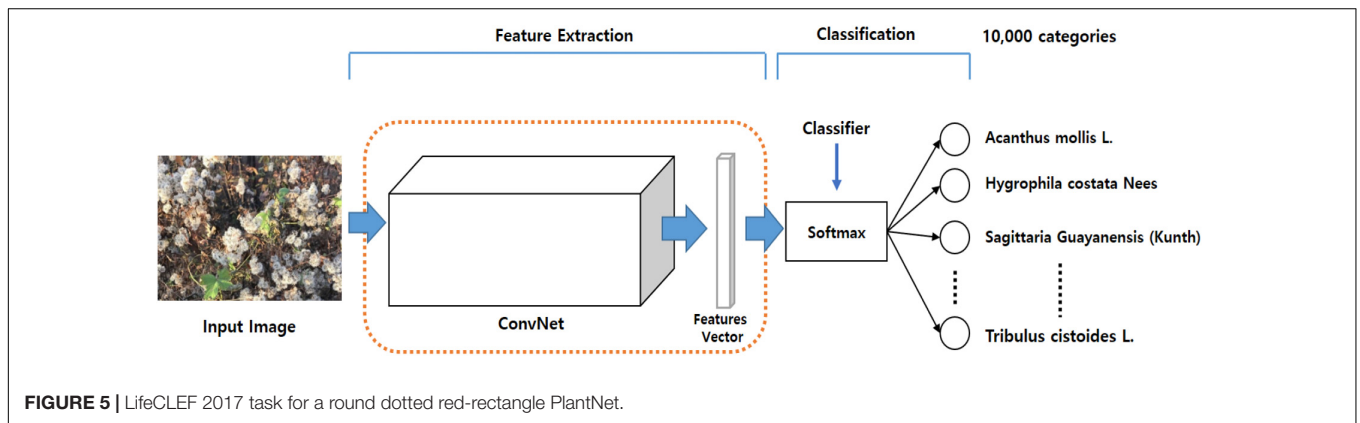 Feature Extraction
Classification
10,000 categories
Classifier
Acanthus mollis L.
Hygrophila costata Nees
Softmax
Sagittaria Guayanensis (Kunth)
Input Image
ConvNet
Features
Vector
Tribulus cistoides L.
FIGURE 5 | LifeCLEF 2017 task for a round dotted red-rectangle PlantNet.